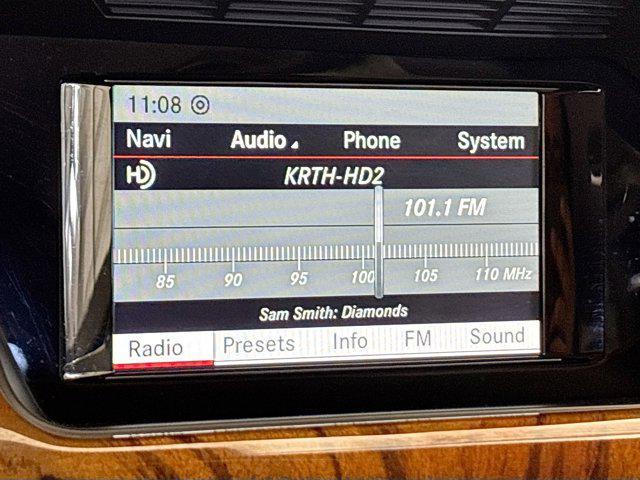 11:08
Navi Audio Phone System
HD KRTH-HD2
101.1 FM
85 90 95 100 105 110 MHz
Sam Smith: Diamonds
Radio Presets Info FM Sound